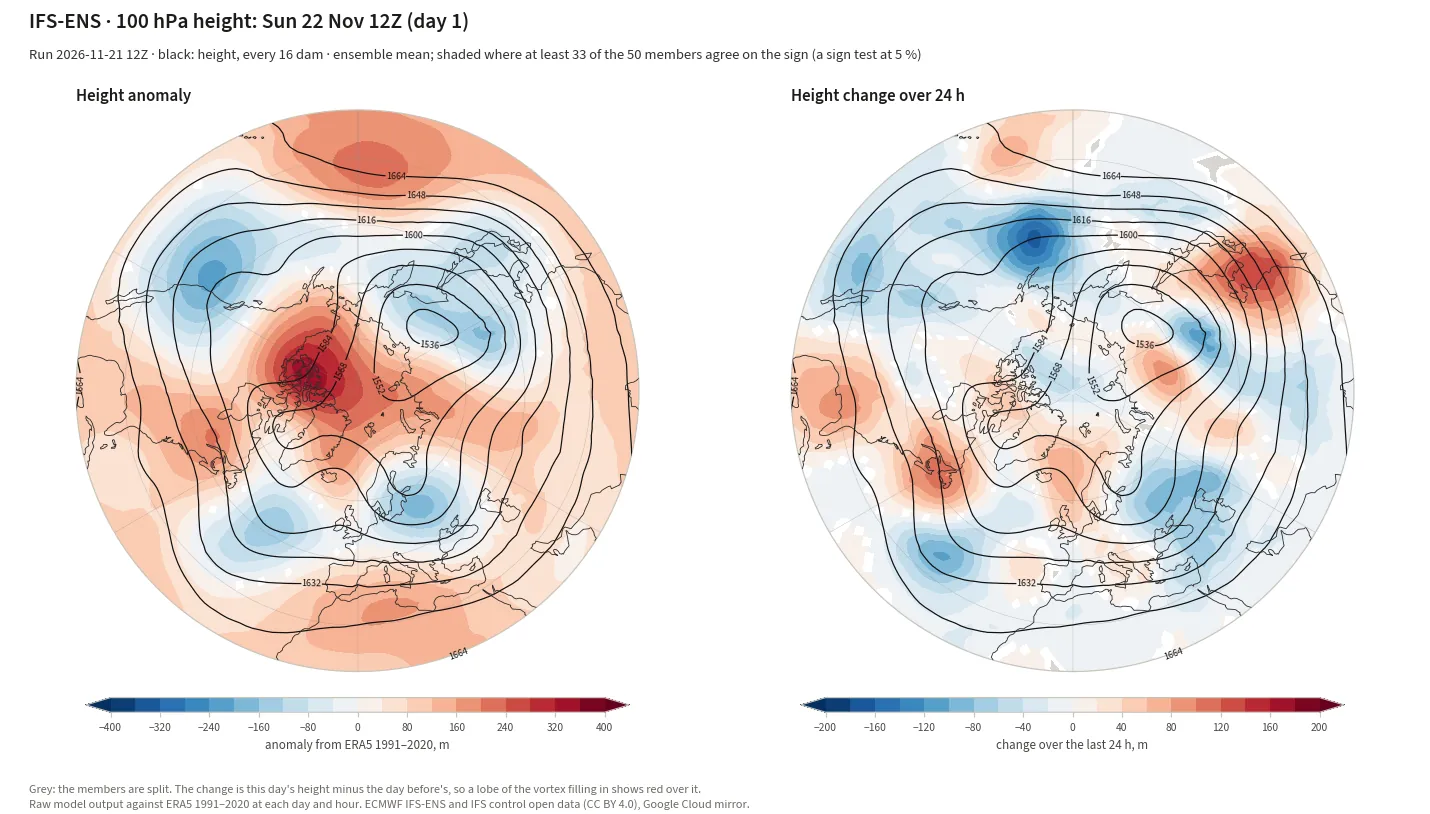 IFS-ENS · 100 hPa height: Sun 22 Nov 12Z (day 1)
Run 2026-11-21 12Z · black: height, every 16 dam · ensemble mean; shaded where at least 33 of the 50 members agree on the sign (a sign test at 5 %)
Height anomaly
1664
1648
1616
1600
1536
1584
1568
1552
1664
1632
1664
−400 −320 −240 −160 −80 0 80 160 240 320 400
anomaly from ERA5 1991–2020, m
Height change over 24 h
1664
1648
1616
1600
1536
1584
1568
1552
1664
1632
1664
−200 −160 −120 −80 −40 0 40 80 120 160 200
change over the last 24 h, m
Grey: the members are split. The change is this day's height minus the day before's, so a lobe of the vortex filling in shows red over it.
Raw model output against ERA5 1991–2020 at each day and hour. ECMWF IFS-ENS and IFS control open data (CC BY 4.0), Google Cloud mirror.